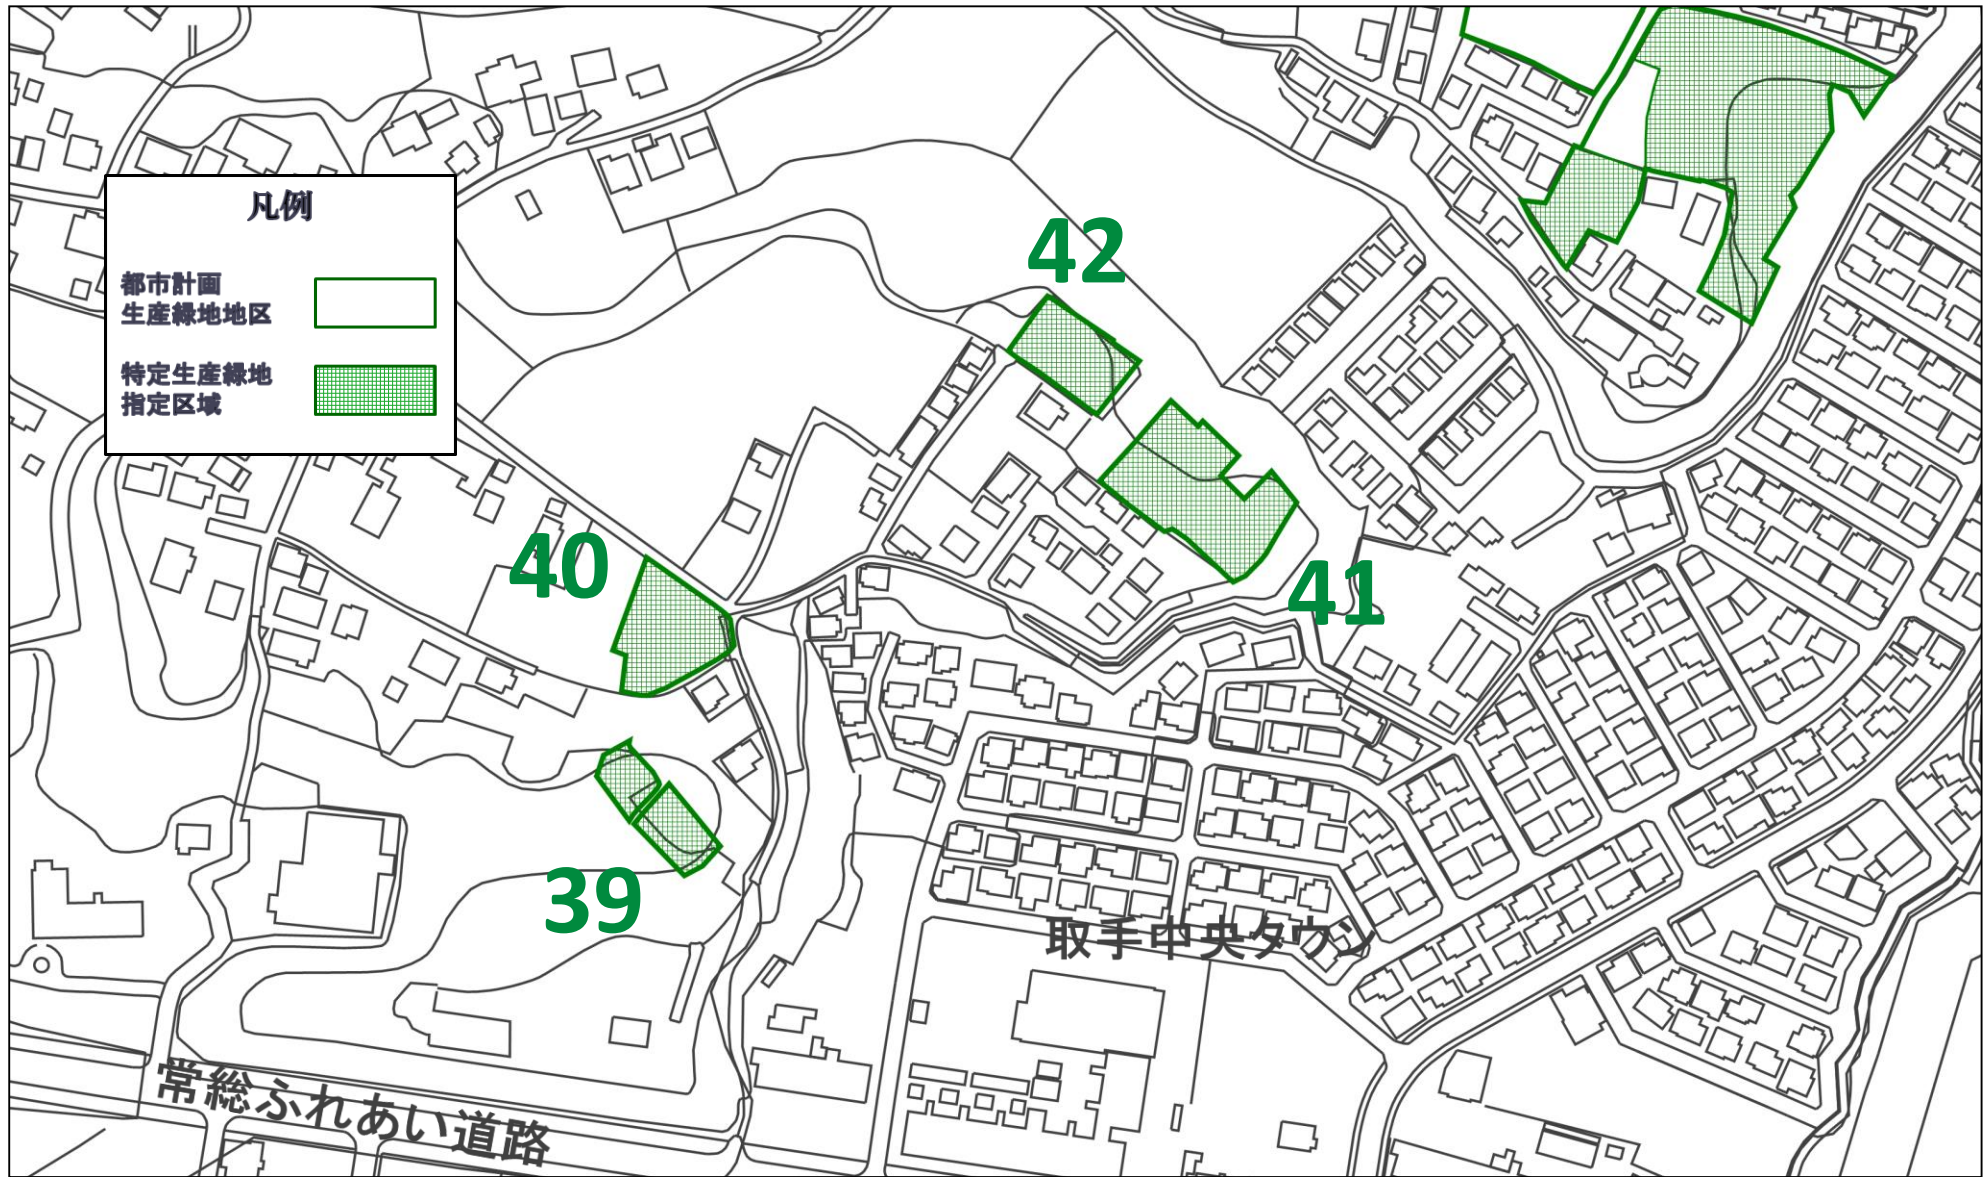 凡例
都市計画
生産緑地地区
特定生産緑地
指定区域
42
40
41
39
取手中央タウン
常総ふれあい道路